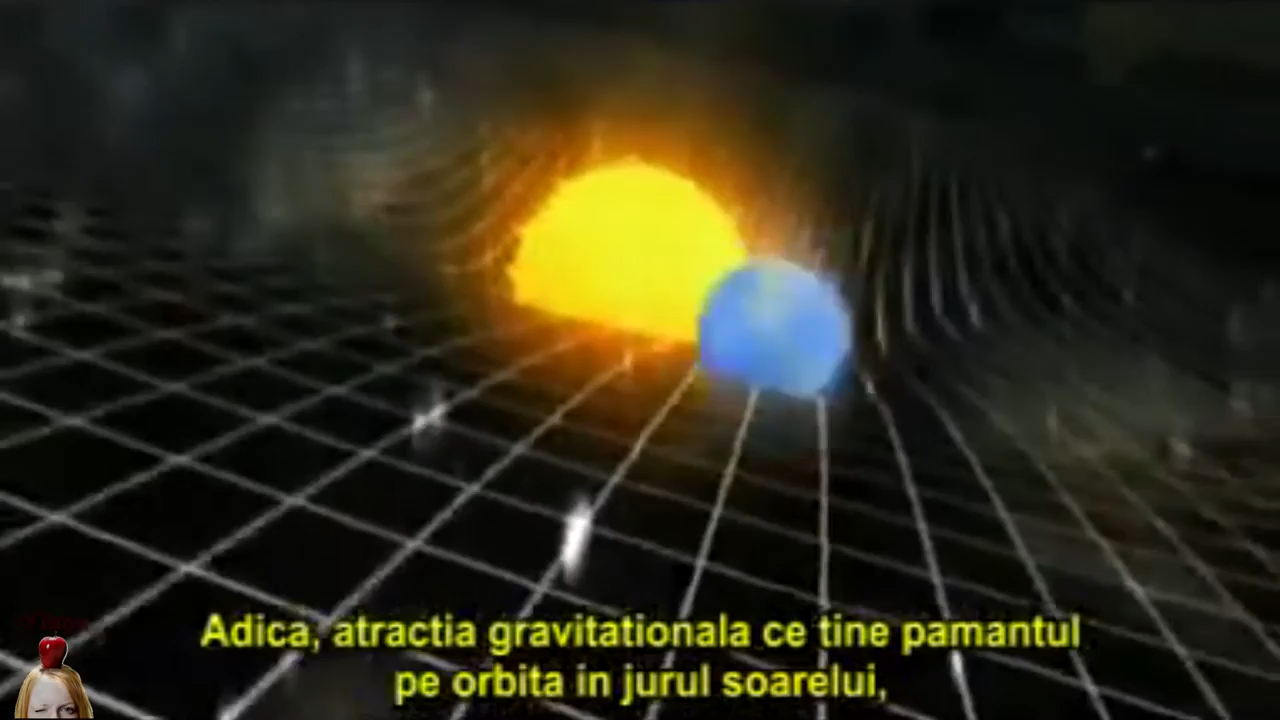 Adica, atractia gravitationala ce tine pamantul
pe orbita in jurul soarelui,